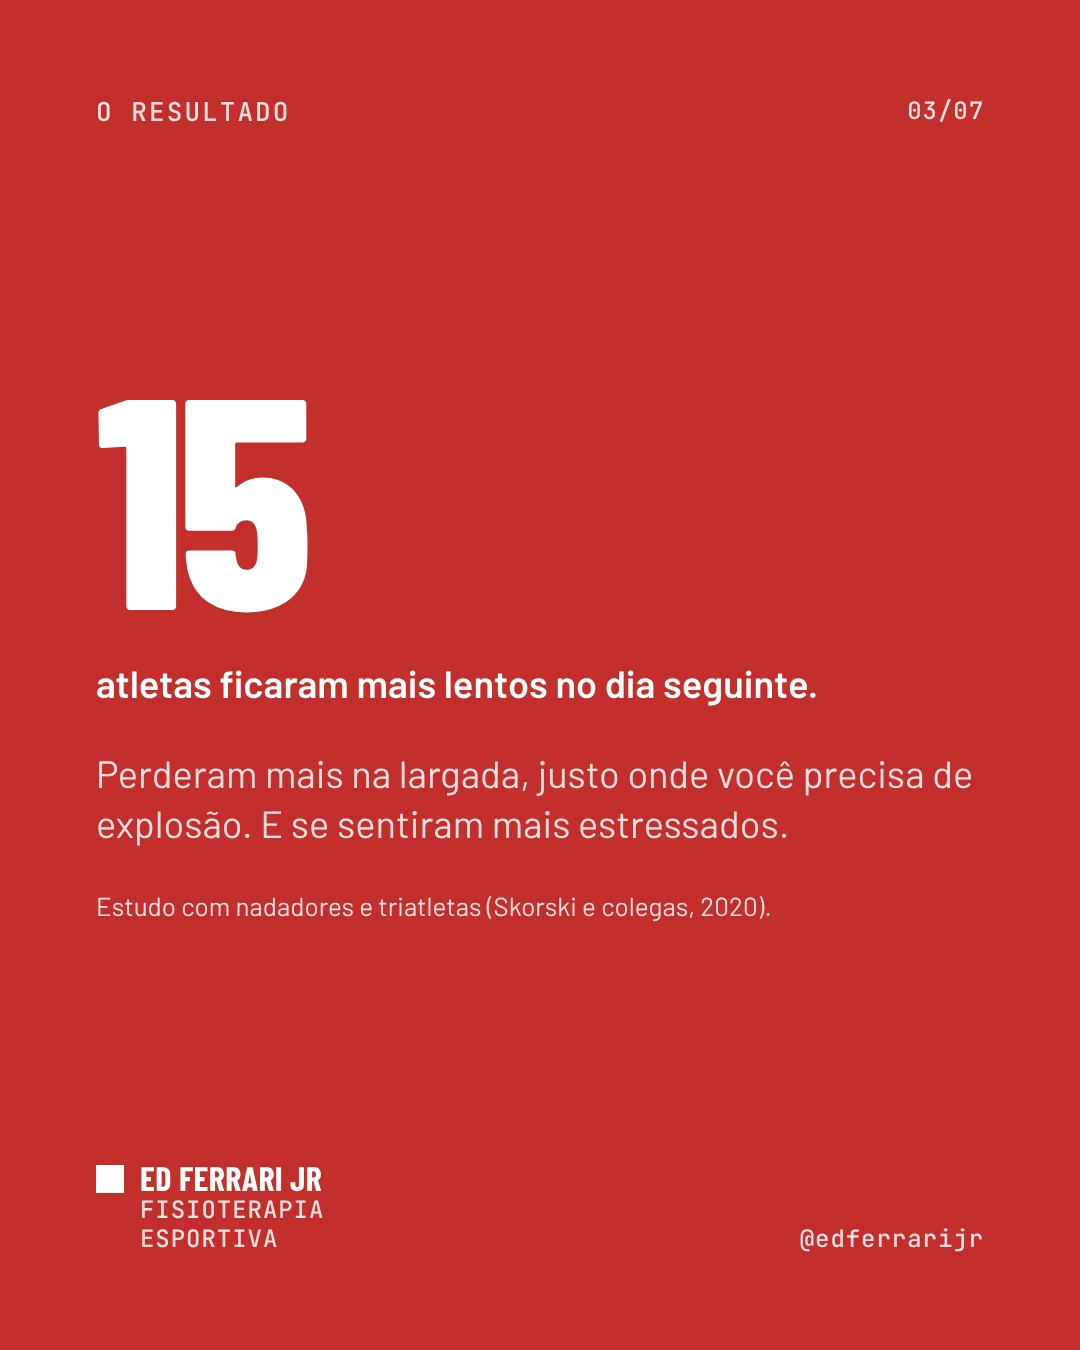 O RESULTADO
03/07
15
atletas ficaram mais lentos no dia seguinte.
Perderam mais na largada, justo onde você precisa de
explosão. E se sentiram mais estressados.
Estudo com nadadores e triatletas (Skorski e colegas, 2020).
ED FERRARI JR
FISIOTERAPIA
ESPORTIVA
@edferrarijr